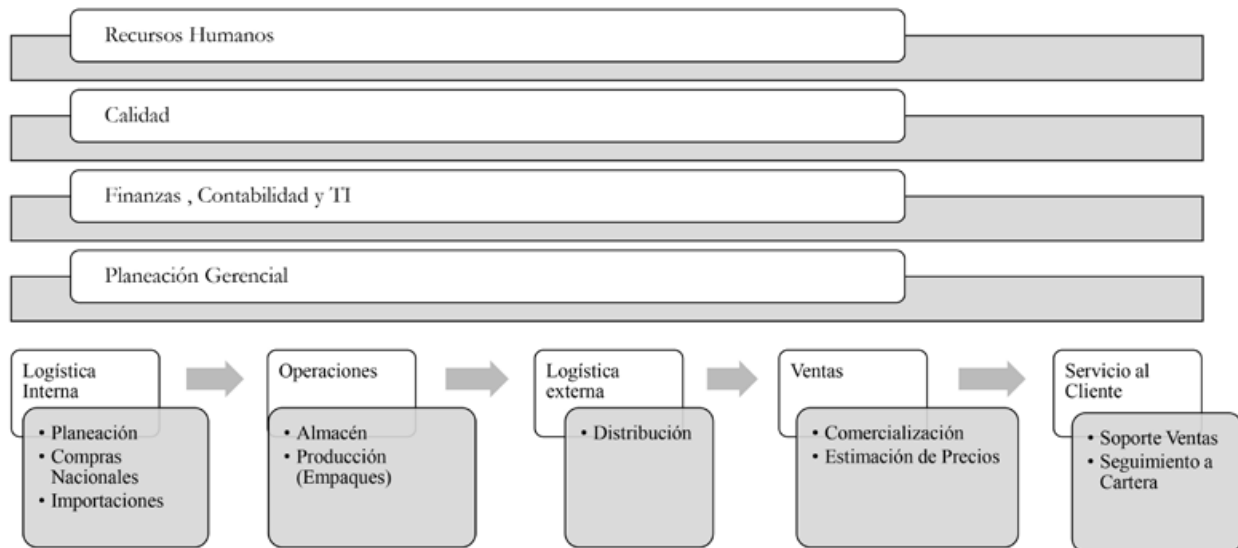 Recursos Humanos
Calidad
Finanzas , Contabilidad y TI
Planeación Gerencial
Logística
Interna
• Planeación
• Compras
Nacionales
• Importaciones
Operaciones
• Almacén
• Producción
(Empaques)
Logística
externa
• Distribución
Ventas
• Comercialización
• Estimación de Precios
Servicio al
Cliente
• Soporte Ventas
• Seguimiento a
Cartera